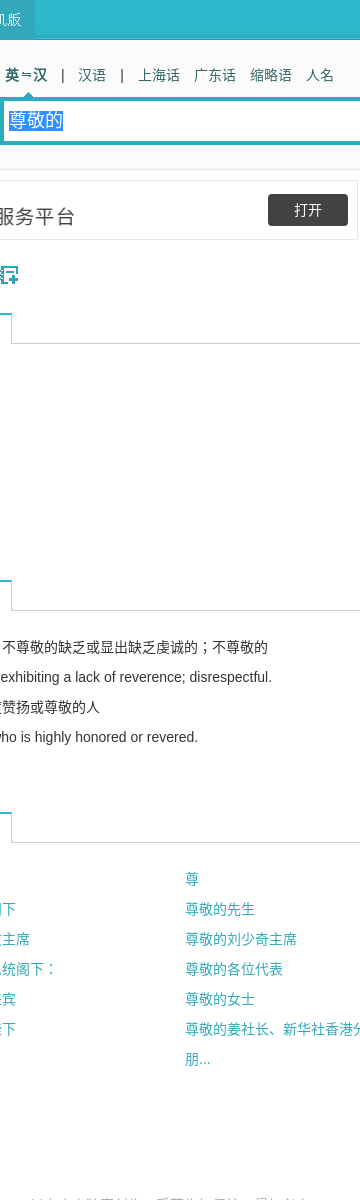 机版
英⇌汉 | 汉语 | 上海话 广东话 缩略语 人名
尊敬的
服务平台
打开
不尊敬的缺乏或显出缺乏虔诚的；不尊敬的
exhibiting a lack of reverence; disrespectful.
赞扬或尊敬的人
who is highly honored or revered.
尊
阁下
尊敬的先生
主席
尊敬的刘少奇主席
统阁下：
尊敬的各位代表
来宾
尊敬的女士
陛下
尊敬的姜社长、新华社香港分
朋...